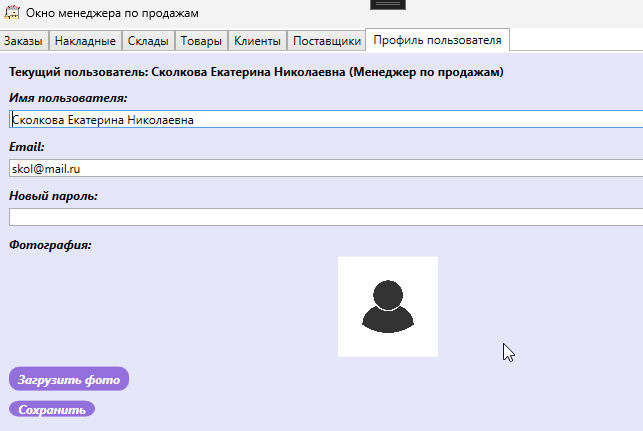 Окно менеджера по продажам
Заказы Накладные Склады Товары Клиенты Поставщики Профиль пользователя
Текущий пользователь: Сколкова Екатерина Николаевна (Менеджер по продажам)
Имя пользователя:
Сколкова Екатерина Николаевна
Email:
skol@mail.ru
Новый пароль:
Фотография:
Загрузить фото
Сохранить